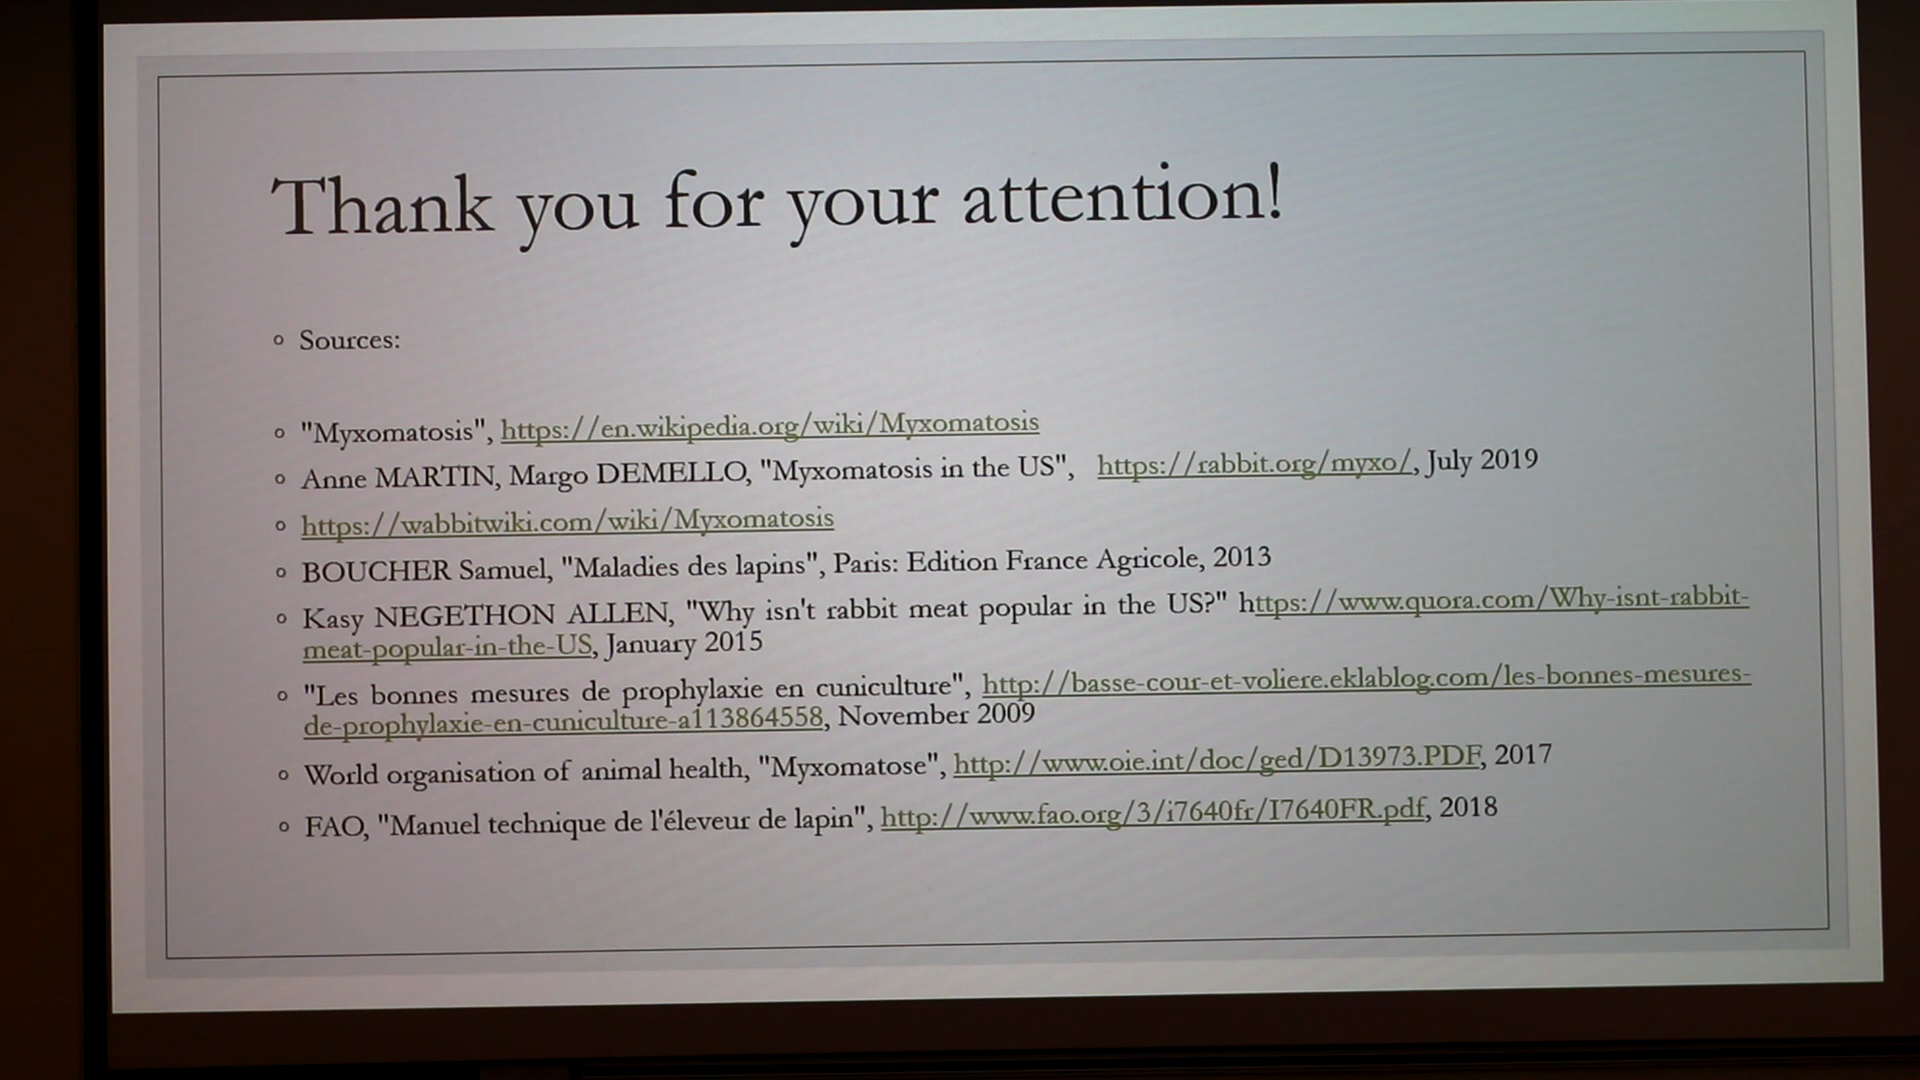 Thank you for your attention!
° Sources:
° "Myxomatosis", https://en.wikipedia.org/wiki/Myxomatosis
° Anne MARTIN, Margo DEMELLO, "Myxomatosis in the US", https://rabbit.org/myxo/, July 2019
° https://wabbitwiki.com/wiki/Myxomatosis
° BOUCHER Samuel, "Maladies des lapins", Paris: Edition France Agricole, 2013
° Kasy NEGETHON ALLEN, "Why isn't rabbit meat popular in the US?" https://www.quora.com/Why-isnt-rabbit-
meat-popular-in-the-US, January 2015
° "Les bonnes mesures de prophylaxie en cuniculture", http://basse-cour-et-voliere.eklablog.com/les-bonnes-mesures-
de-prophylaxie-en-cuniculture-a113864558, November 2009
° World organisation of animal health, "Myxomatose", http://www.oie.int/doc/ged/D13973.PDF, 2017
° FAO, "Manuel technique de l'éleveur de lapin", http://www.fao.org/3/i7640fr/I7640FR.pdf, 2018